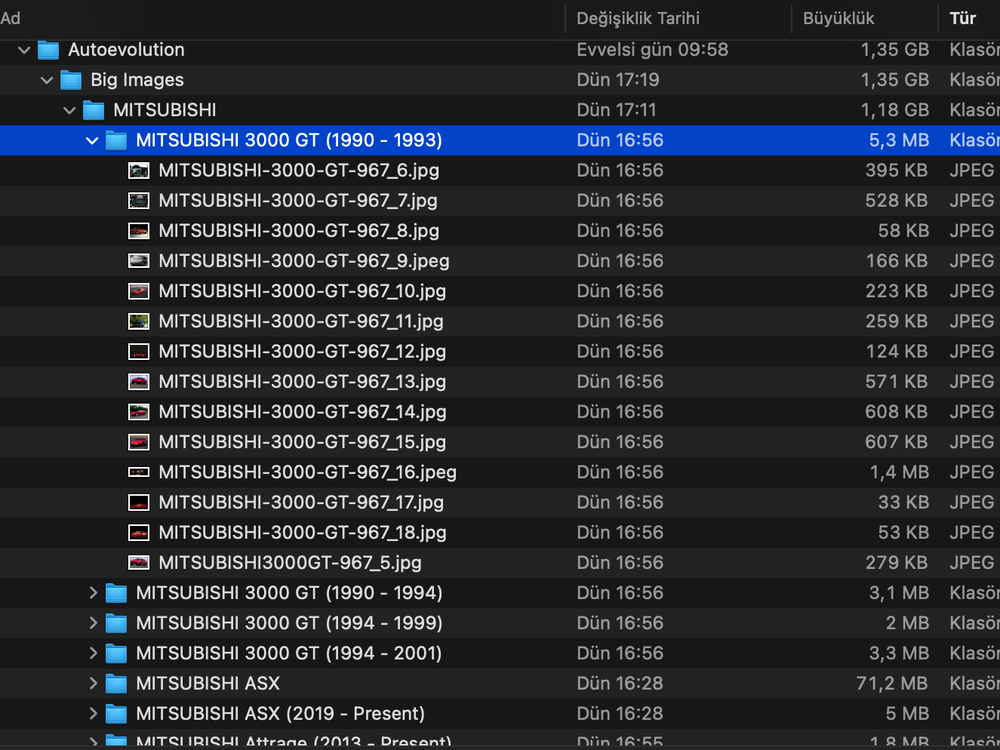 Ad Değişiklik Tarihi Büyüklük Tür
Autoevolution Evvelsi gün 09:58 1,35 GB Klasör
Big Images Dün 17:19 1,35 GB Klasör
MITSUBISHI Dün 17:11 1,18 GB Klasör
MITSUBISHI 3000 GT (1990 - 1993) Dün 16:56 5,3 MB Klasör
MITSUBISHI-3000-GT-967_6.jpg Dün 16:56 395 KB JPEG
MITSUBISHI-3000-GT-967_7.jpg Dün 16:56 528 KB JPEG
MITSUBISHI-3000-GT-967_8.jpg Dün 16:56 58 KB JPEG
MITSUBISHI-3000-GT-967_9.jpeg Dün 16:56 166 KB JPEG
MITSUBISHI-3000-GT-967_10.jpg Dün 16:56 223 KB JPEG
MITSUBISHI-3000-GT-967_11.jpg Dün 16:56 259 KB JPEG
MITSUBISHI-3000-GT-967_12.jpg Dün 16:56 124 KB JPEG
MITSUBISHI-3000-GT-967_13.jpg Dün 16:56 571 KB JPEG
MITSUBISHI-3000-GT-967_14.jpg Dün 16:56 608 KB JPEG
MITSUBISHI-3000-GT-967_15.jpg Dün 16:56 607 KB JPEG
MITSUBISHI-3000-GT-967_16.jpeg Dün 16:56 1,4 MB JPEG
MITSUBISHI-3000-GT-967_17.jpg Dün 16:56 33 KB JPEG
MITSUBISHI-3000-GT-967_18.jpg Dün 16:56 53 KB JPEG
MITSUBISHI3000GT-967_5.jpg Dün 16:56 279 KB JPEG
MITSUBISHI 3000 GT (1990 - 1994) Dün 16:56 3,1 MB Klasör
MITSUBISHI 3000 GT (1994 - 1999) Dün 16:56 2 MB Klasör
MITSUBISHI 3000 GT (1994 - 2001) Dün 16:56 3,3 MB Klasör
MITSUBISHI ASX Dün 16:28 71,2 MB Klasör
MITSUBISHI ASX (2019 - Present) Dün 16:28 5 MB Klasör
MITSUBISHI Attrage (2013 - Present) Dün 16:55 1,8 MB Klasör